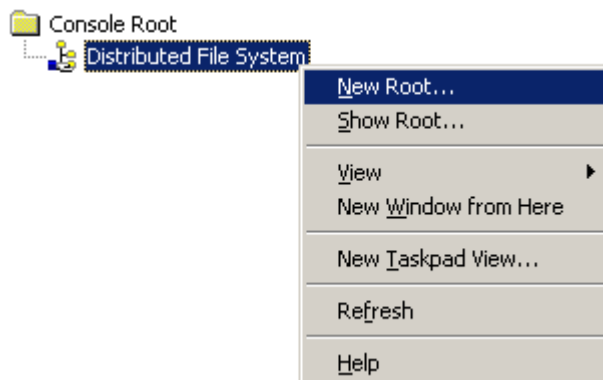 Console Root
Distributed File System
New Root...
Show Root...
View
New Window from Here
New Taskpad View...
Refresh
Help